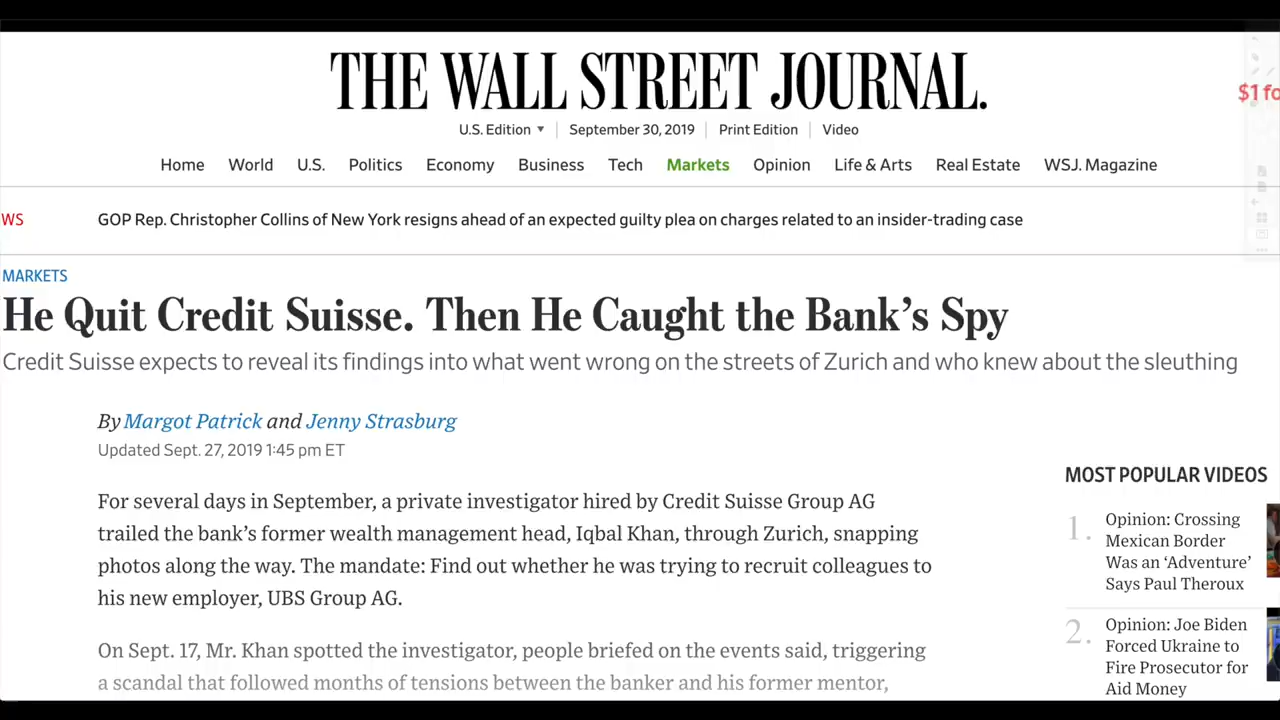 THE WALL STREET JOURNAL.
$1 fo
U.S. Edition September 30, 2019 Print Edition Video
Home World U.S. Politics Economy Business Tech Markets Opinion Life & Arts Real Estate WSJ. Magazine
WS GOP Rep. Christopher Collins of New York resigns ahead of an expected guilty plea on charges related to an insider-trading case
MARKETS
He Quit Credit Suisse. Then He Caught the Bank’s Spy
Credit Suisse expects to reveal its findings into what went wrong on the streets of Zurich and who knew about the sleuthing
By Margot Patrick and Jenny Strasburg
Updated Sept. 27, 2019 1:45 pm ET
For several days in September, a private investigator hired by Credit Suisse Group AG
trailed the bank’s former wealth management head, Iqbal Khan, through Zurich, snapping
photos along the way. The mandate: Find out whether he was trying to recruit colleagues to
his new employer, UBS Group AG.
On Sept. 17, Mr. Khan spotted the investigator, people briefed on the events said, triggering
a scandal that followed months of tensions between the banker and his former mentor,
MOST POPULAR VIDEOS
1. Opinion: Crossing
Mexican Border
Was an ‘Adventure’
Says Paul Theroux
2. Opinion: Joe Biden
Forced Ukraine to
Fire Prosecutor for
Aid Money